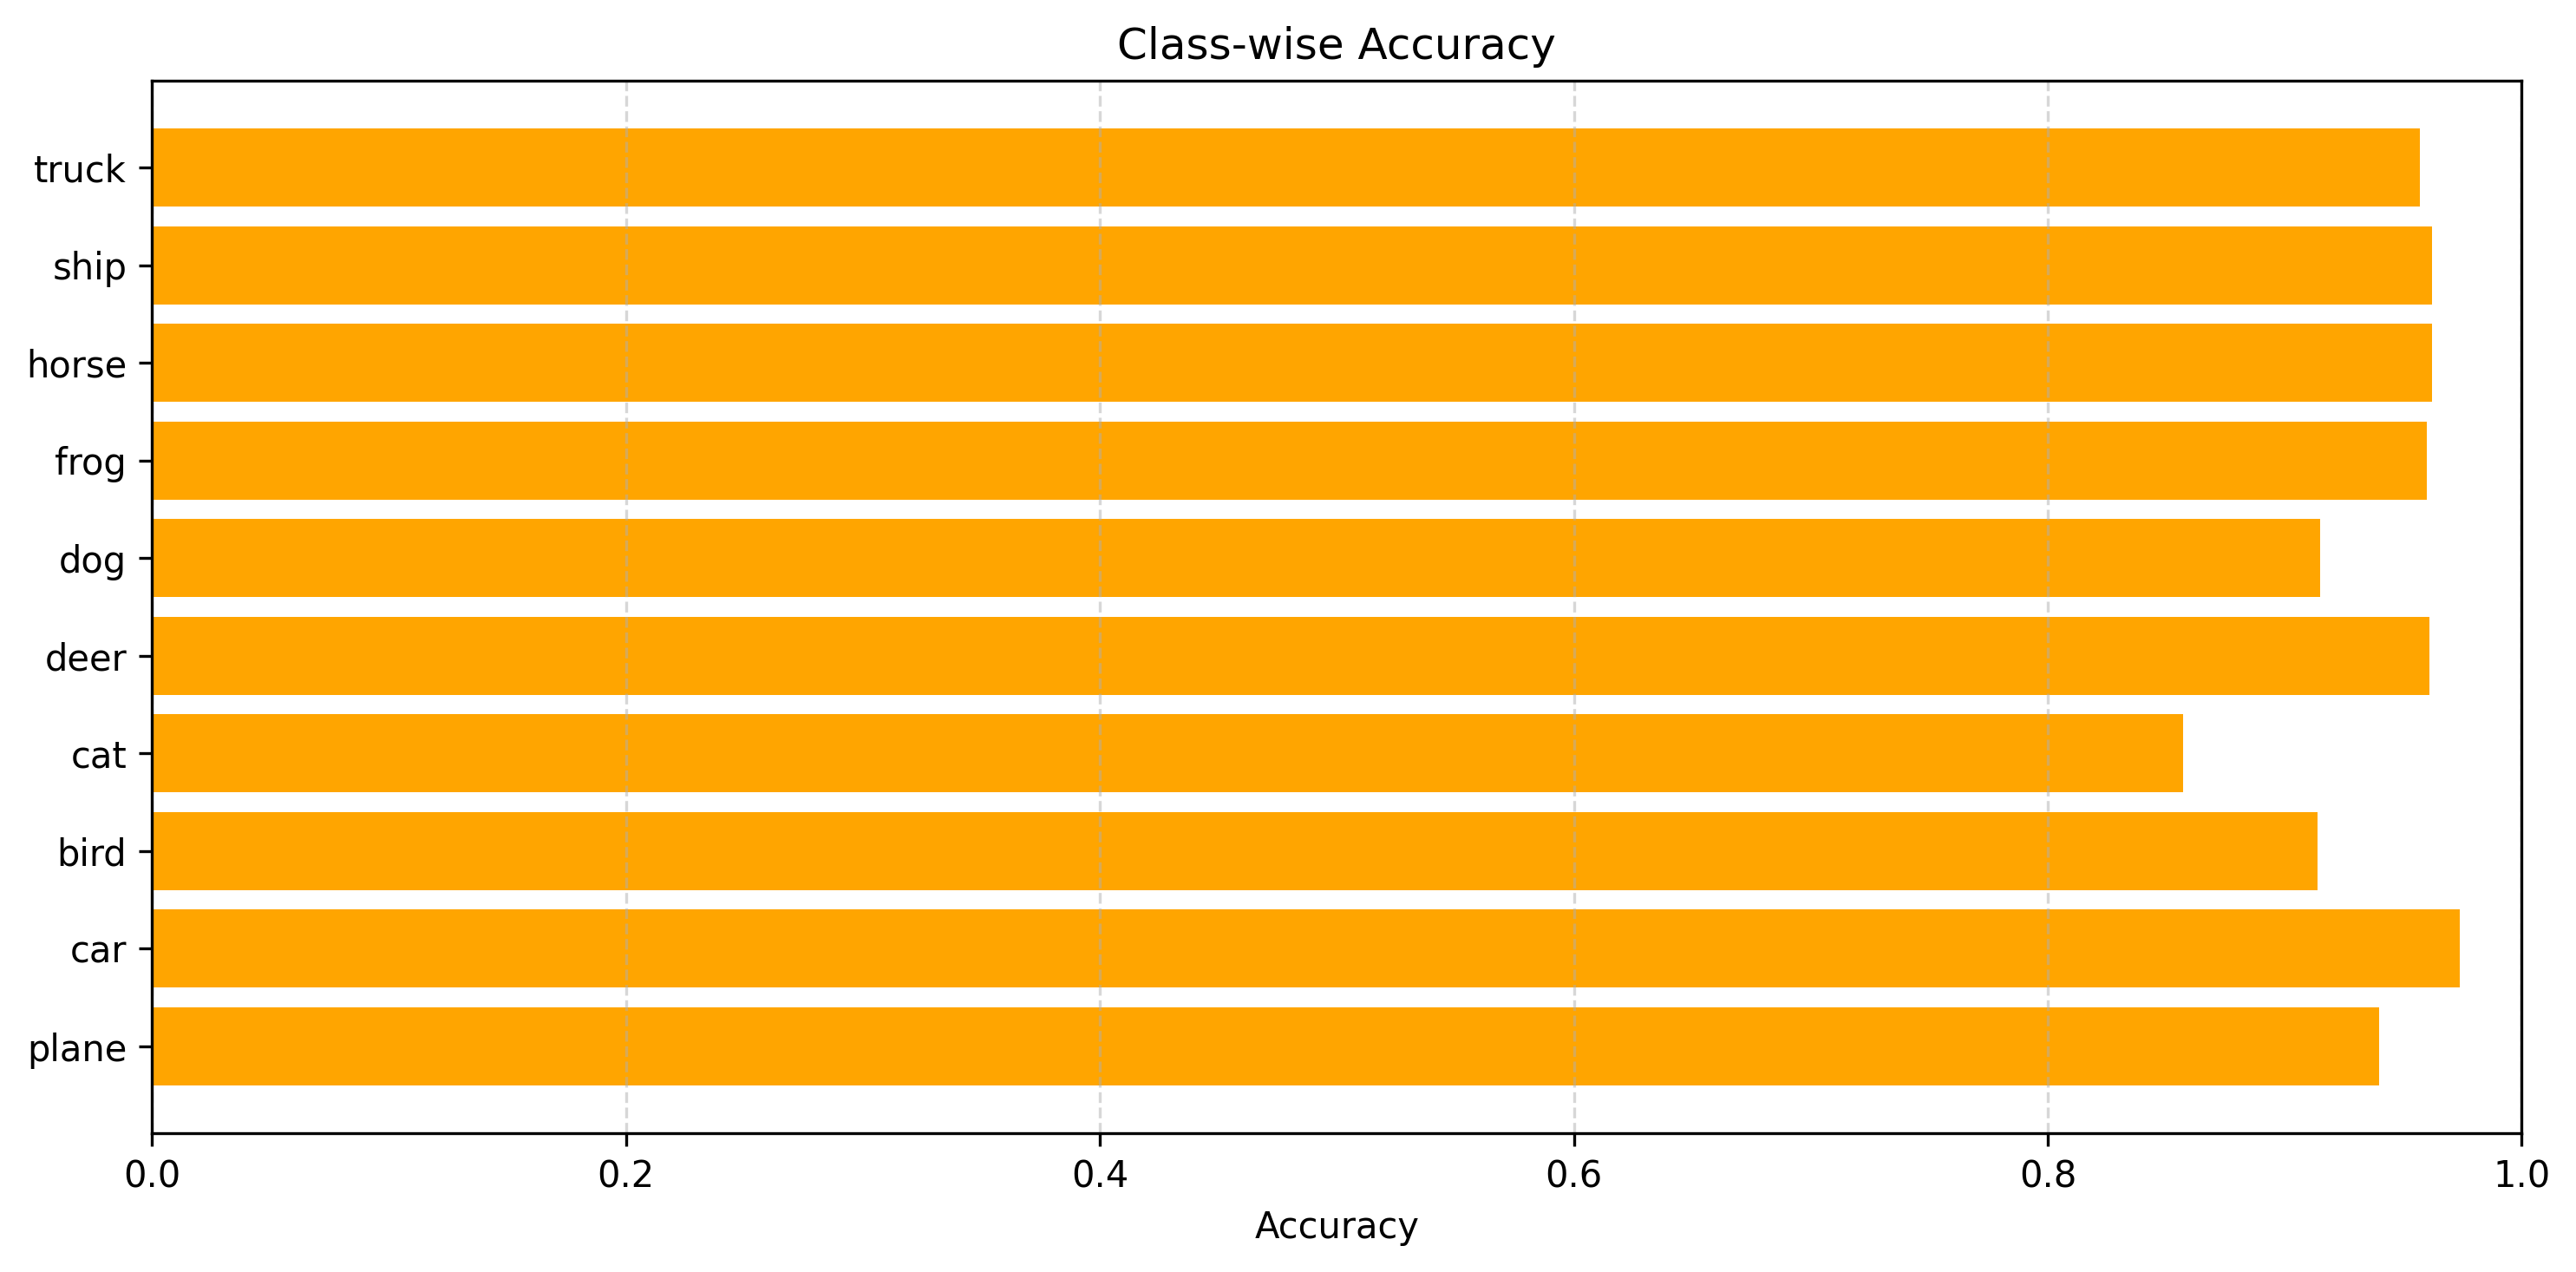 Class-wise Accuracy
truck
ship
horse
frog
dog
deer
cat
bird
car
plane
0.0 0.2 0.4 0.6 0.8 1.0
Accuracy